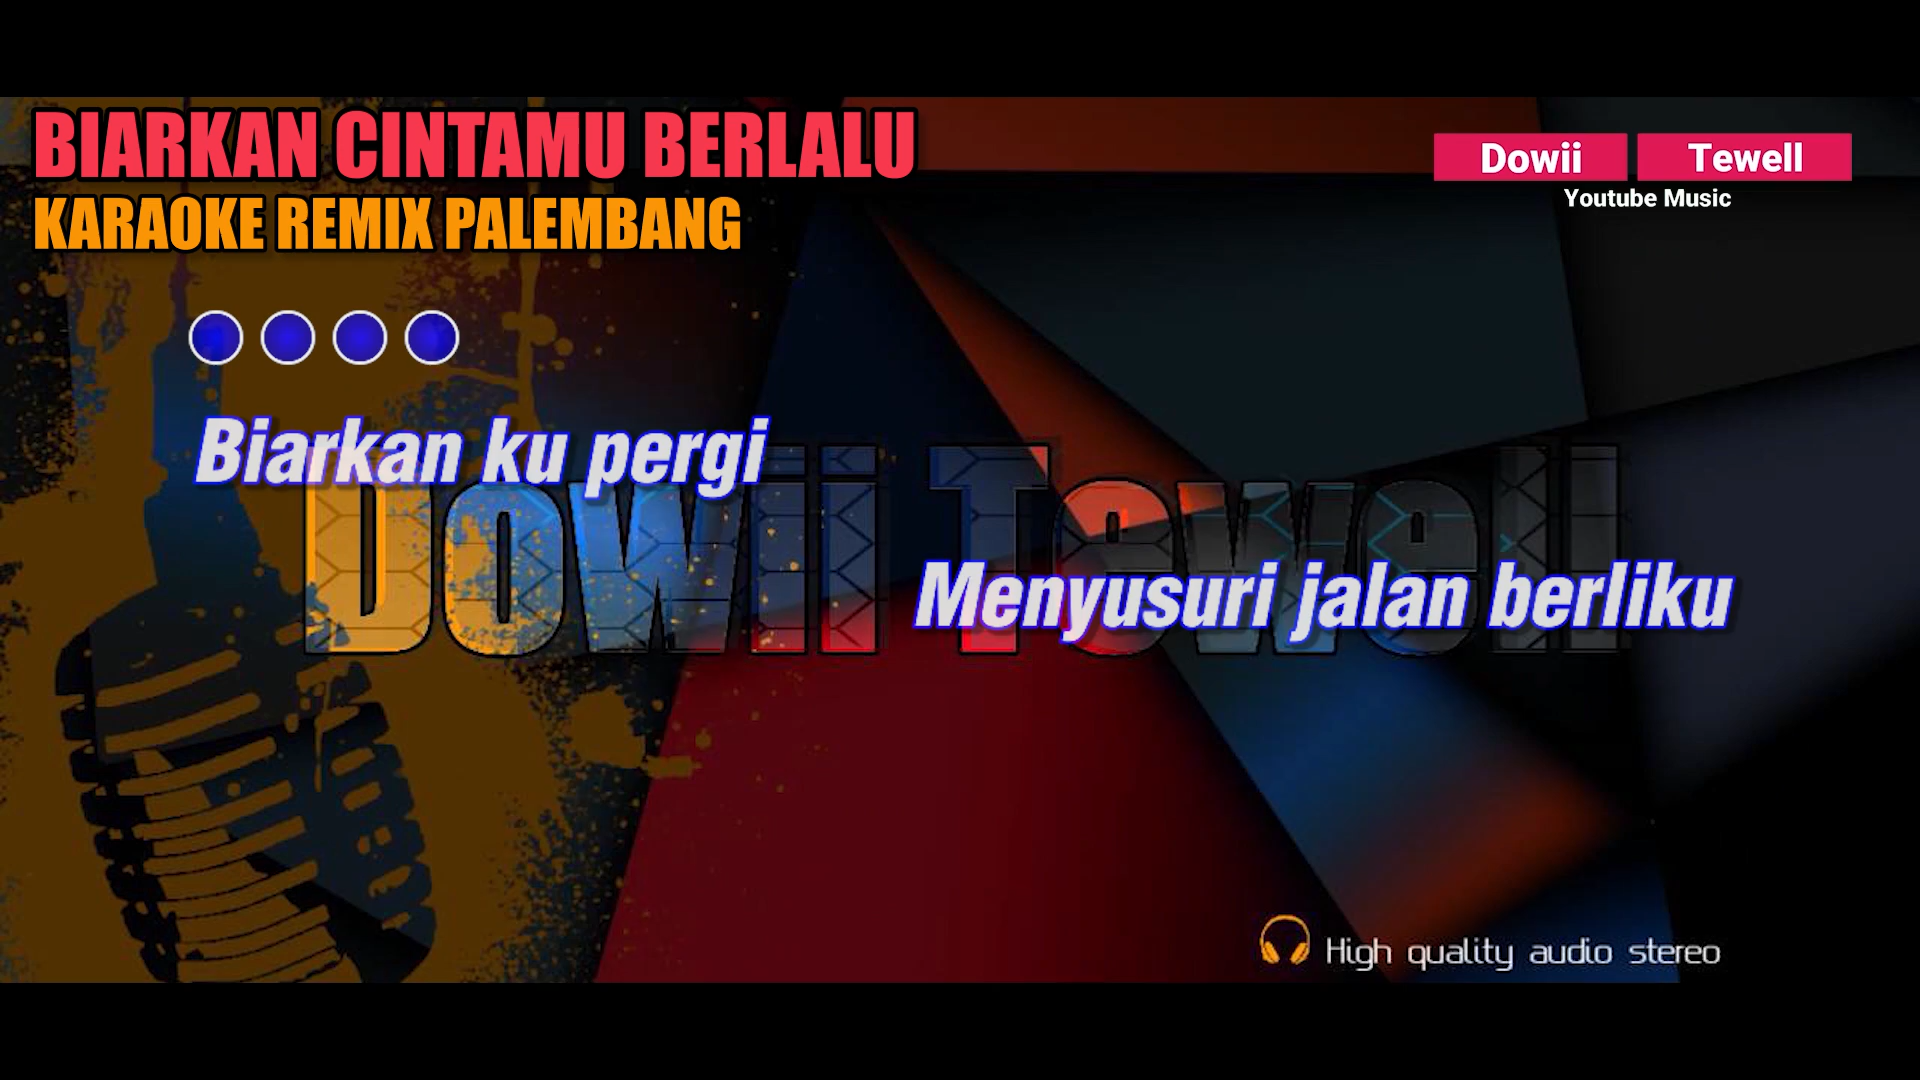 BIARKAN CINTAMU BERLALU
KARAOKE REMIX PALEMBANG
Dowii Tewell
Youtube Music
Biarkan ku pergi
Dowii Tewell
Menyusuri jalan berliku
High quality audio stereo